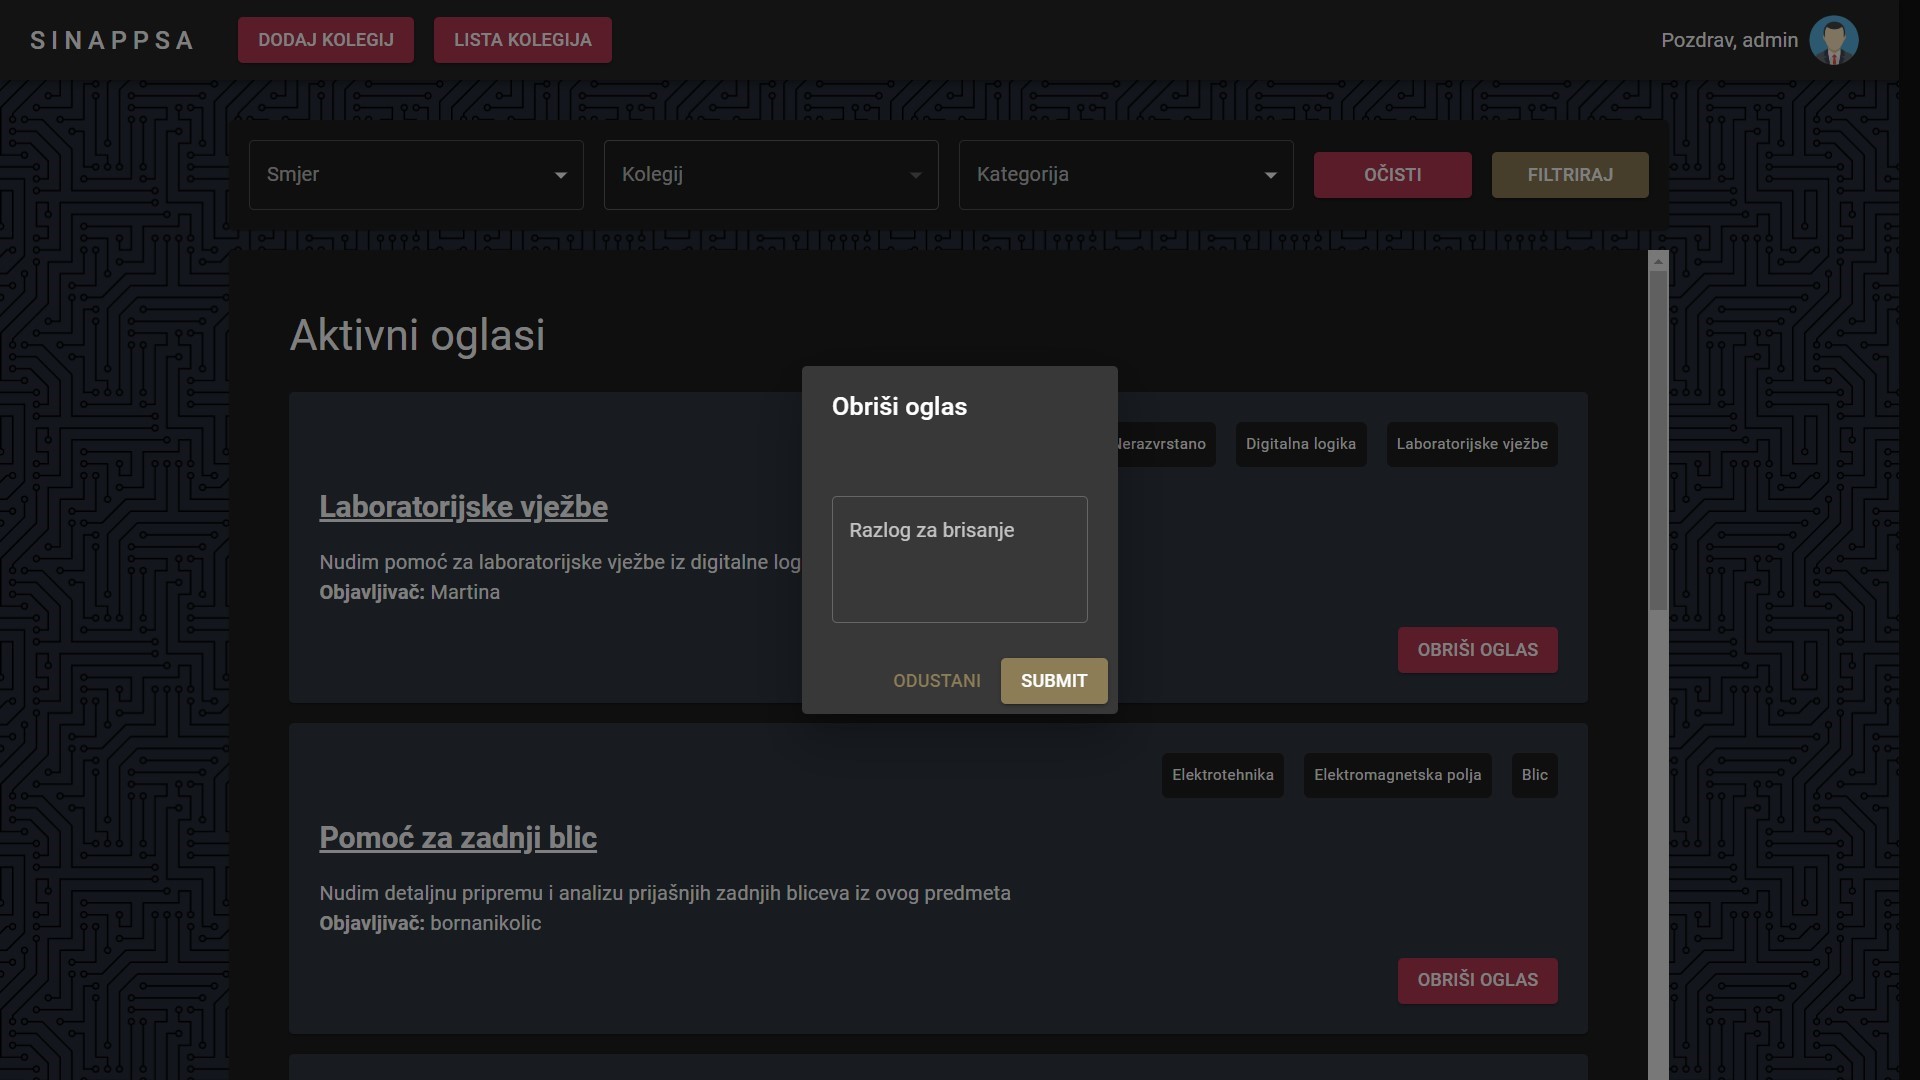 SINAPPSA
DODAJ KOLEGIJ
LISTA KOLEGIJA
Pozdrav, admin
Smjer
Kolegij
Kategorija
OČISTI
FILTRIRAJ
Aktivni oglasi
Nerazvrstano
Digitalna logika
Laboratorijske vježbe
Laboratorijske vježbe
Nudim pomoć za laboratorijske vježbe iz digitalne log
Objavljivač: Martina
OBRIŠI OGLAS
Obriši oglas
Razlog za brisanje
ODUSTANI
SUBMIT
Elektrotehnika
Elektromagnetska polja
Blic
Pomoć za zadnji blic
Nudim detaljnu pripremu i analizu prijašnjih zadnjih bliceva iz ovog predmeta
Objavljivač: bornanikolic
OBRIŠI OGLAS